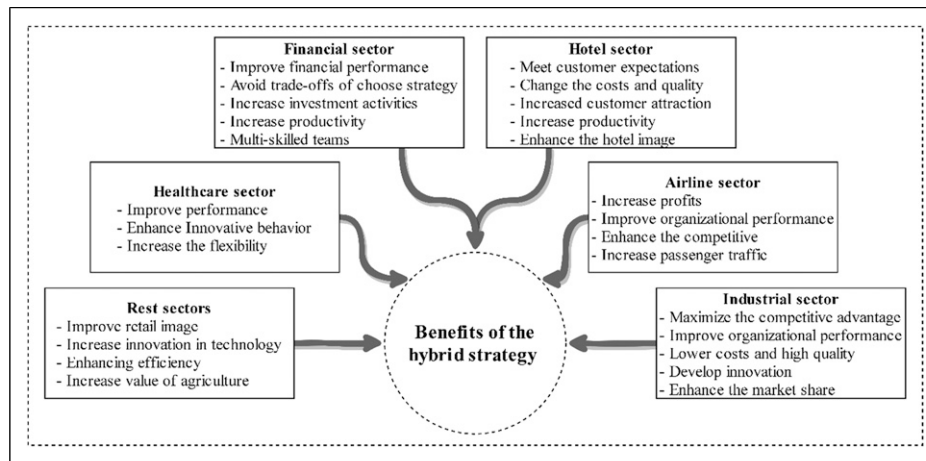 Financial sector
- Improve financial performance
- Avoid trade-offs of choose strategy
- Increase investment activities
- Increase productivity
- Multi-skilled teams
Hotel sector
- Meet customer expectations
- Change the costs and quality
- Increased customer attraction
- Increase productivity
- Enhance the hotel image
Healthcare sector
- Improve performance
- Enhance Innovative behavior
- Increase the flexibility
Airline sector
- Increase profits
- Improve organizational performance
- Enhance the competitive
- Increase passenger traffic
Rest sectors
- Improve retail image
- Increase innovation in technology
- Enhancing efficiency
- Increase value of agriculture
Benefits of the
hybrid strategy
Industrial sector
- Maximize the competitive advantage
- Improve organizational performance
- Lower costs and high quality
- Develop innovation
- Enhance the market share